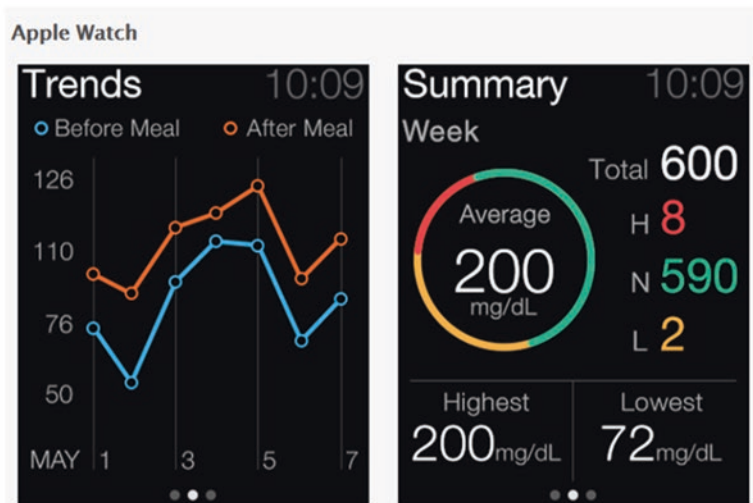 Apple Watch
Trends 10:09
Before Meal After Meal
126
110
76
50
MAY 1 3 5 7
Summary 10:09
Week
Average
200
mg/dL
Total 600
H 8
N 590
L 2
Highest
200mg/dL
Lowest
72mg/dL